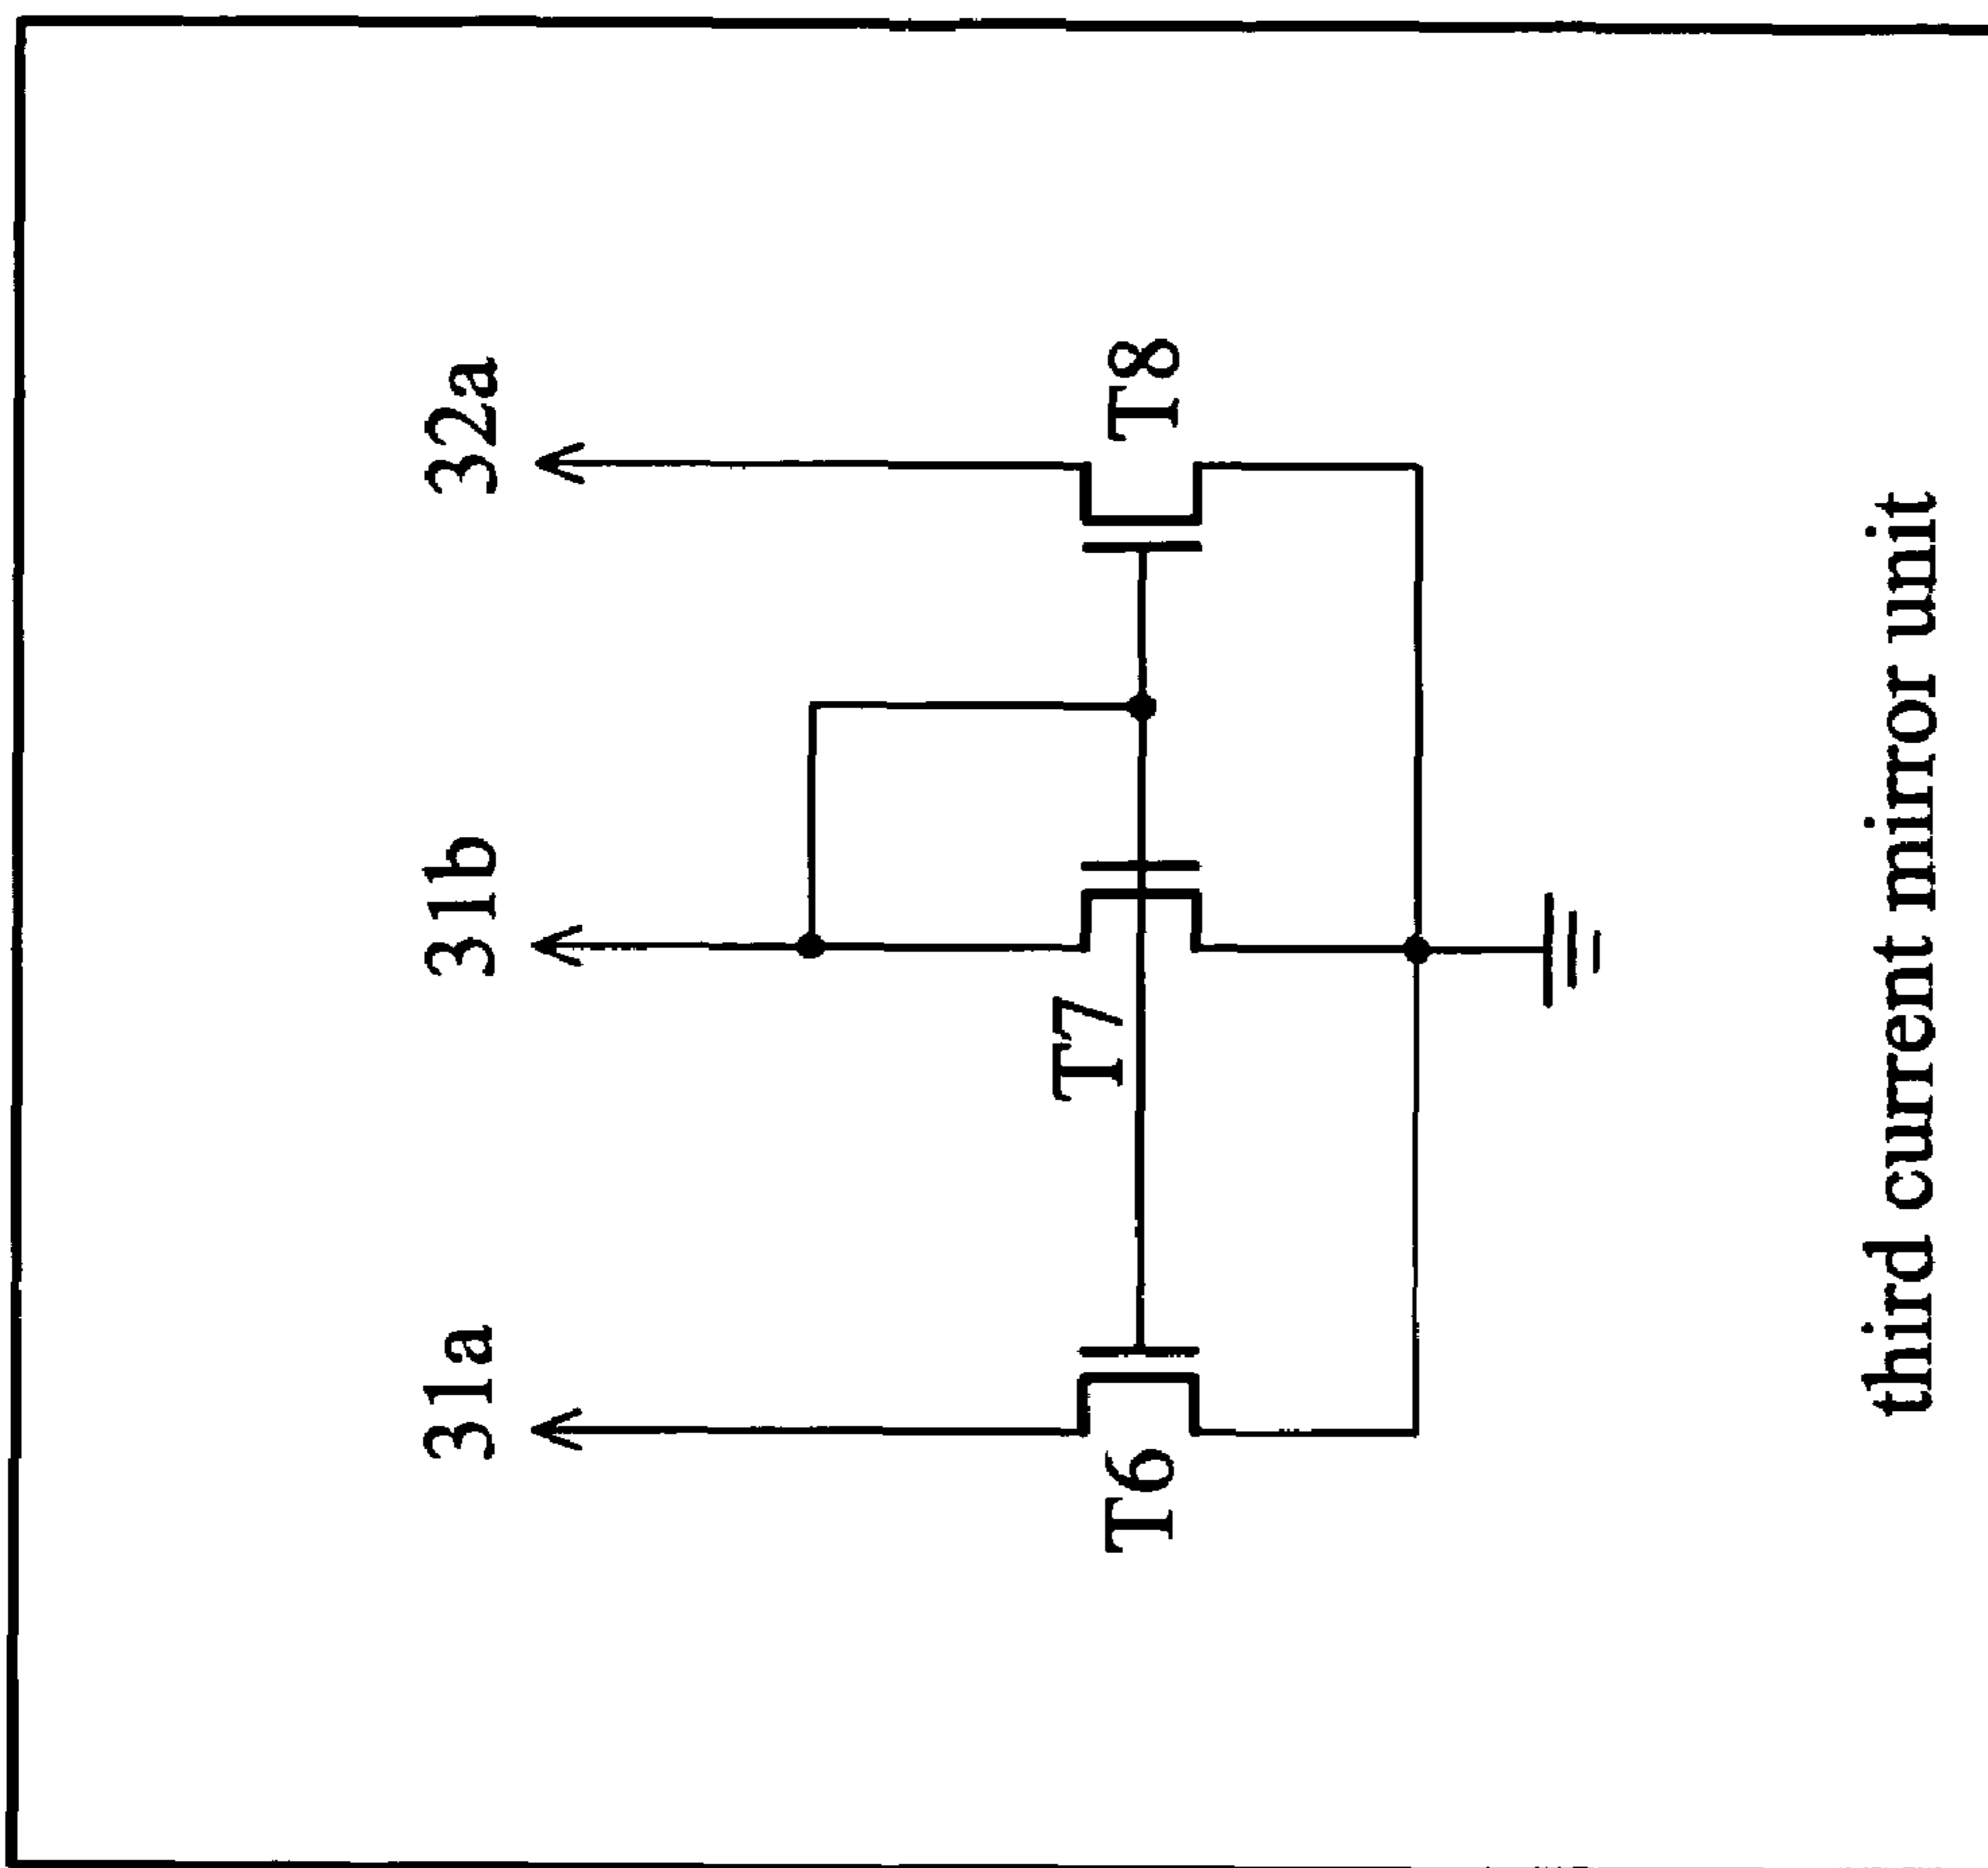 31a
31b
32a
T6
T7
T8
third current mirror unit